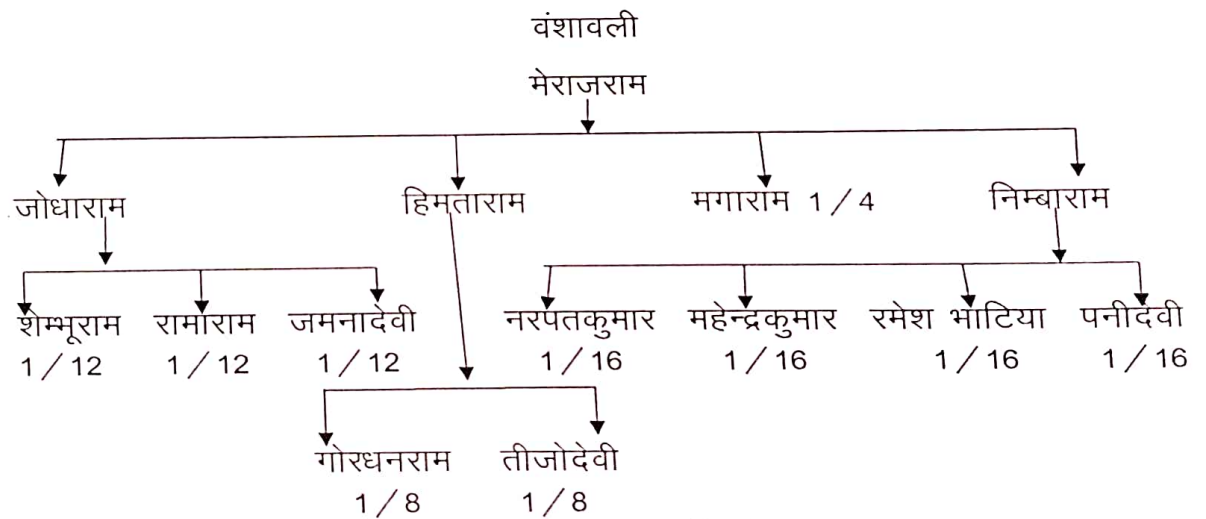 वंशावली
मेराजराम
जोधाराम हिमताराम मगाराम 1/4 निम्बाराम
शेम्भूराम रामाराम जमनादेवी नरपतकुमार महेन्द्रकुमार रमेश भाटिया पनीदेवी
1/12 1/12 1/12 1/16 1/16 1/16 1/16
गोरधनराम तीजोदेवी
1/8 1/8